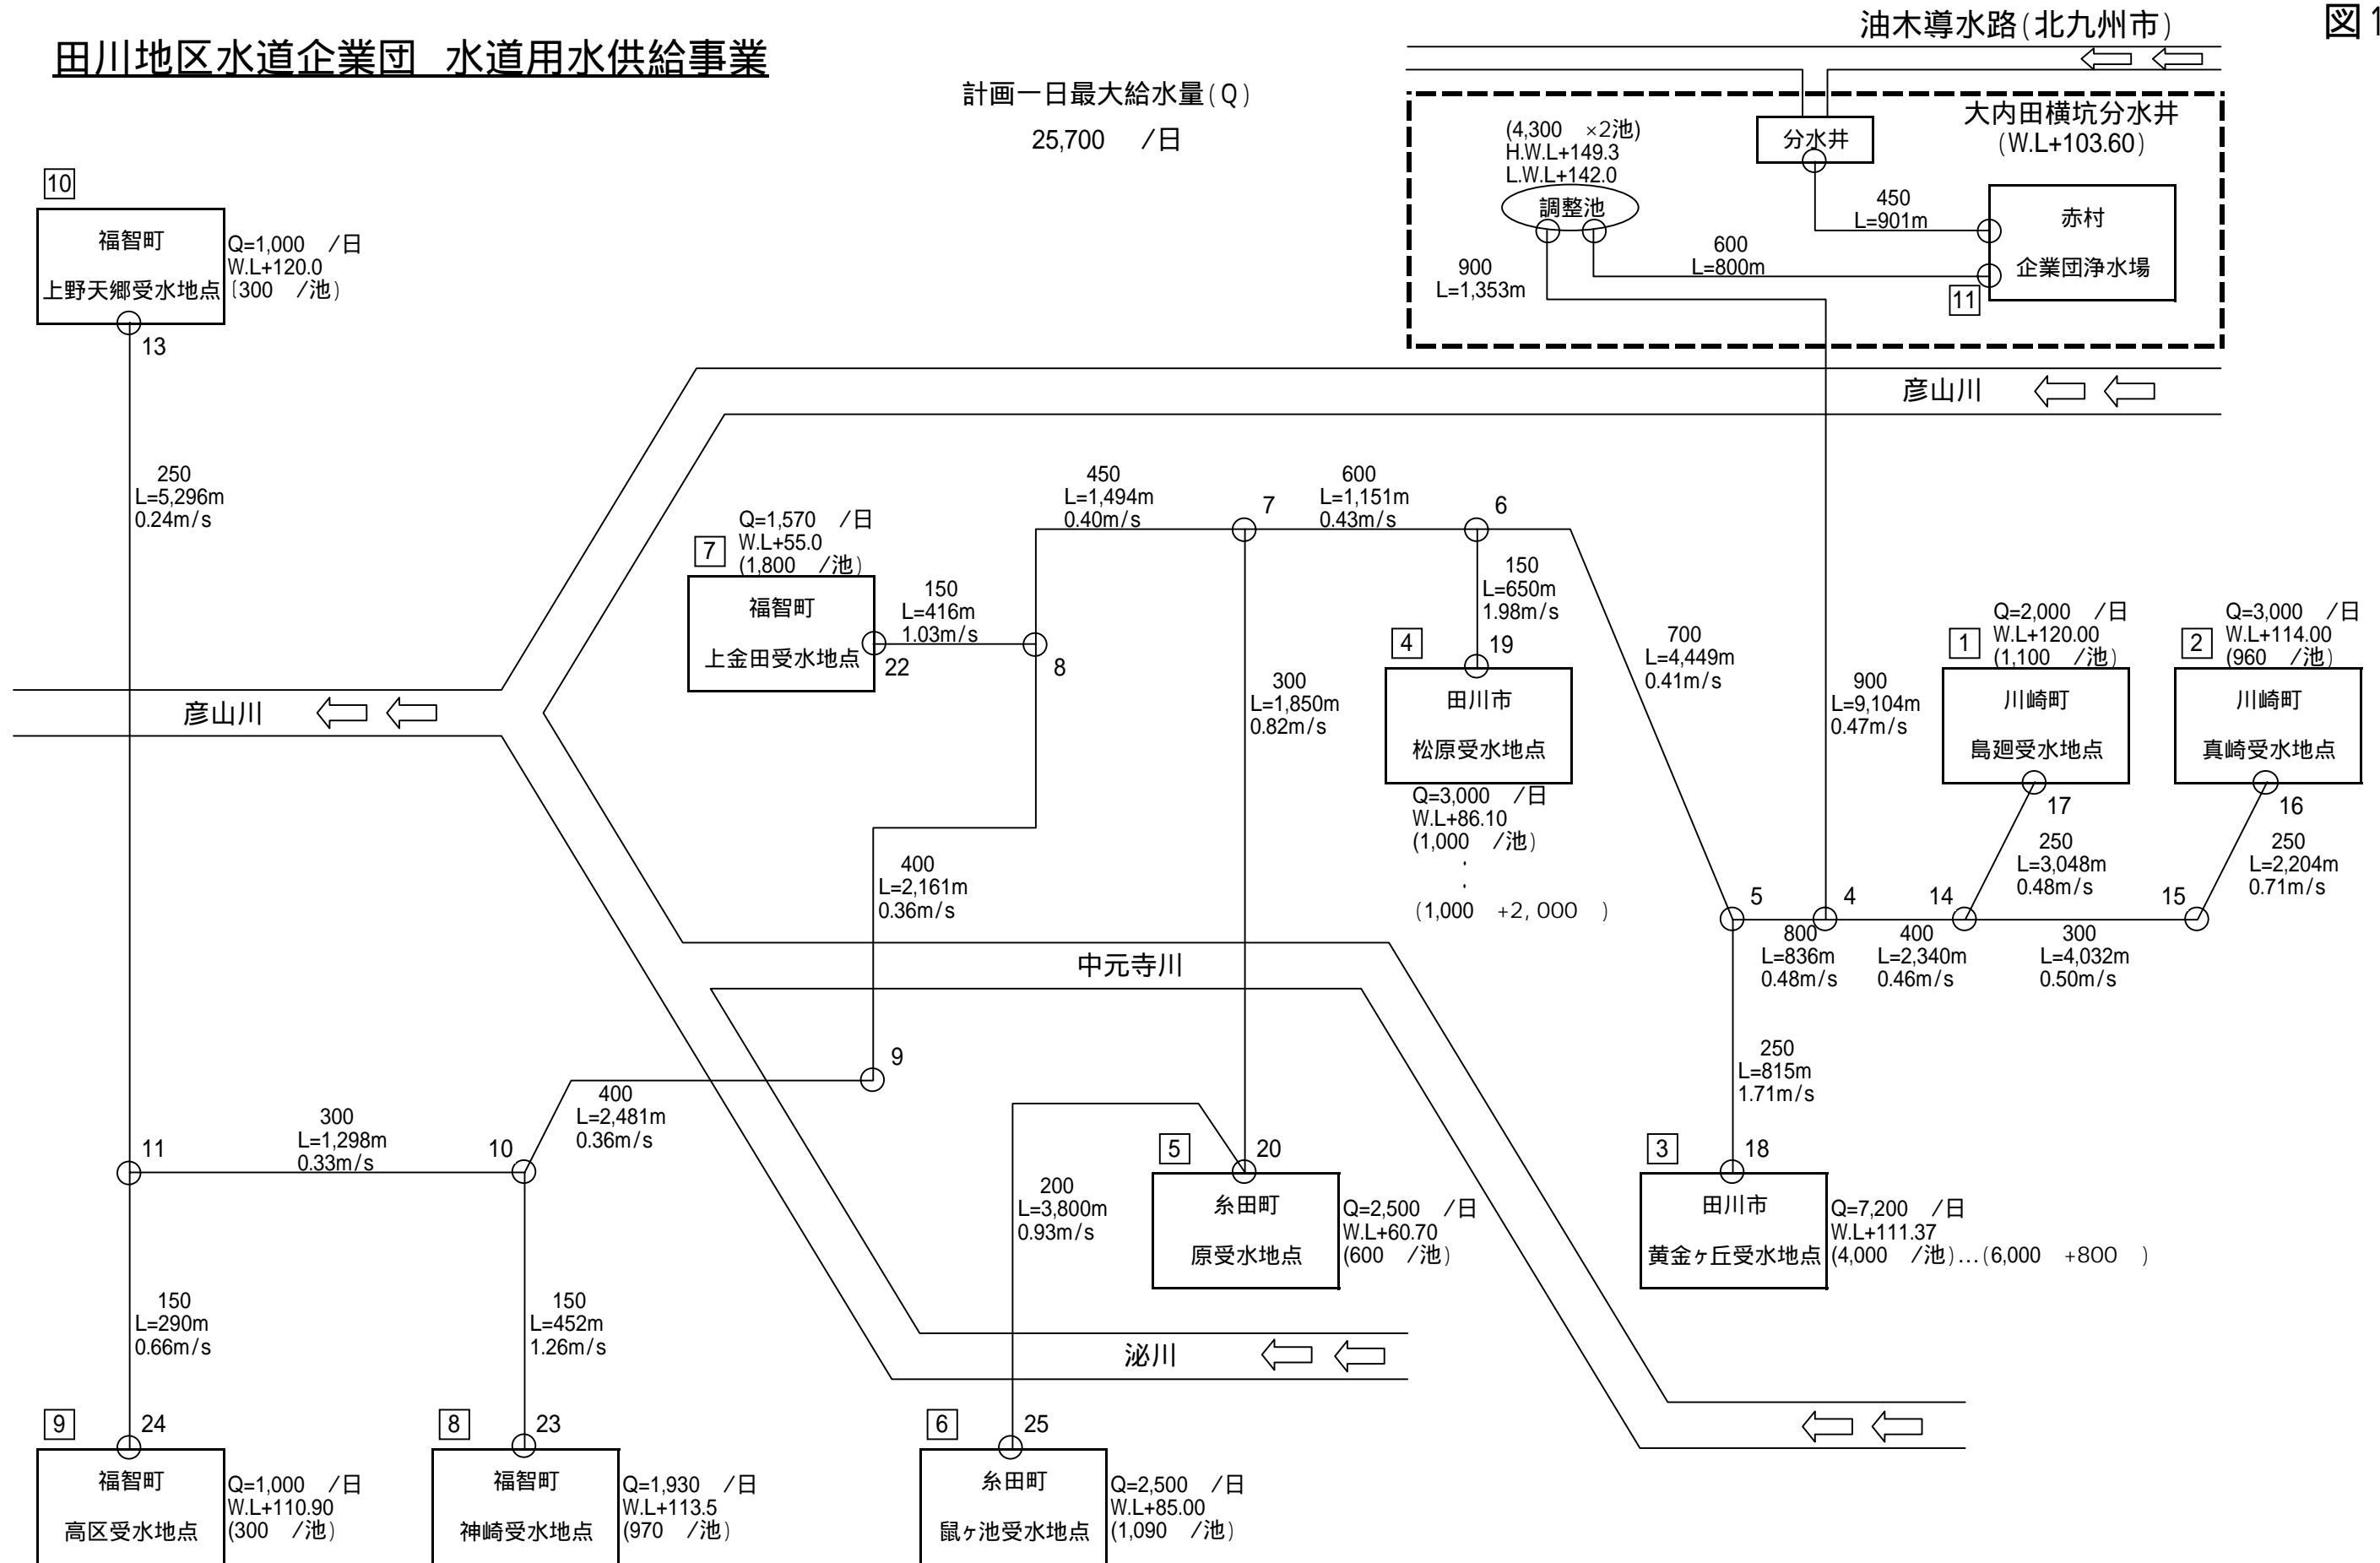 油木導水路(北九州市)
図1
田川地区水道企業団 水道用水供給事業
計画一日最大給水量(Q)
25,700 /日
大内田横坑分水井
(W.L+103.60)
分水井
(4,300 ×2池)
H.W.L+149.3
L.W.L+142.0
調整池
450
L=901m
赤村
企業団浄水場
11
600
L=800m
900
L=1,353m
10
福智町
上野天郷受水地点
Q=1,000 /日
W.L+120.0
(300 /池)
13
彦山川
250
L=5,296m
0.24m/s
450
L=1,494m
0.40m/s
7
600
L=1,151m
0.43m/s
6
7
Q=1,570 /日
W.L+55.0
(1,800 /池)
福智町
上金田受水地点
150
L=416m
1.03m/s
22
8
150
L=650m
1.98m/s
4
19
田川市
松原受水地点
Q=3,000 /日
W.L+86.10
(1,000 /池)
(1,000 +2,000 )
700
L=4,449m
0.41m/s
900
L=9,104m
0.47m/s
1
Q=2,000 /日
W.L+120.00
(1,100 /池)
川崎町
島廻受水地点
17
2
Q=3,000 /日
W.L+114.00
(960 /池)
川崎町
真崎受水地点
16
250
L=3,048m
0.48m/s
250
L=2,204m
0.71m/s
彦山川
300
L=1,850m
0.82m/s
400
L=2,161m
0.36m/s
5
4
14
15
800
L=836m
0.48m/s
400
L=2,340m
0.46m/s
300
L=4,032m
0.50m/s
中元寺川
9
250
L=815m
1.71m/s
400
L=2,481m
0.36m/s
300
L=1,298m
0.33m/s
11
10
5
20
糸田町
原受水地点
Q=2,500 /日
W.L+60.70
(600 /池)
3
18
田川市
黄金ヶ丘受水地点
Q=7,200 /日
W.L+111.37
(4,000 /池)…(6,000 +800 )
200
L=3,800m
0.93m/s
150
L=290m
0.66m/s
150
L=452m
1.26m/s
泌川
9
24
福智町
高区受水地点
Q=1,000 /日
W.L+110.90
(300 /池)
8
23
福智町
神崎受水地点
Q=1,930 /日
W.L+113.5
(970 /池)
6
25
糸田町
鼠ヶ池受水地点
Q=2,500 /日
W.L+85.00
(1,090 /池)